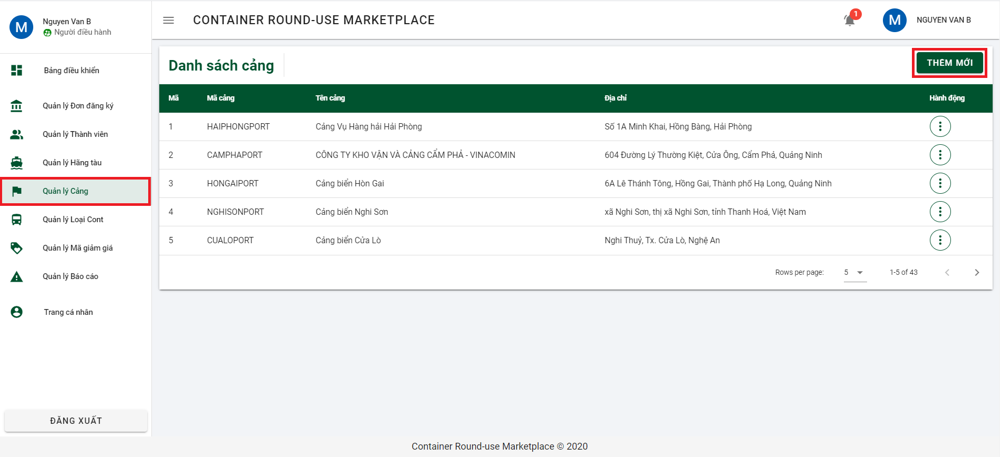 M
Nguyen Van B
Người điều hành
CONTAINER ROUND-USE MARKETPLACE
1
M
NGUYEN VAN B
Bảng điều khiển
Quản lý Đơn đăng ký
Quản lý Thành viên
Quản lý Hãng tàu
Quản lý Cảng
Quản lý Loại Cont
Quản lý Mã giảm giá
Quản lý Báo cáo
Trang cá nhân
ĐĂNG XUẤT
Danh sách cảng
THÊM MỚI
Mã Mã cảng Tên cảng Địa chỉ Hành động
1 HAIPHONGPORT Cảng Vụ Hàng hải Hải Phòng Số 1A Minh Khai, Hồng Bàng, Hải Phòng
2 CAMPHAPORT CÔNG TY KHO VẬN VÀ CẢNG CẨM PHẢ - VINACOMIN 604 Đường Lý Thường Kiệt, Cửa Ông, Cẩm Phả, Quảng Ninh
3 HONGAIPORT Cảng biển Hòn Gai 6A Lê Thánh Tông, Hồng Gai, Thành phố Hạ Long, Quảng Ninh
4 NGHISONPORT Cảng biển Nghi Sơn xã Nghi Sơn, thị xã Nghi Sơn, tỉnh Thanh Hoá, Việt Nam
5 CUALOPORT Cảng biển Cửa Lò Nghi Thuỷ, Tx. Cửa Lò, Nghệ An
Rows per page: 5 1-5 of 43
Container Round-use Marketplace © 2020